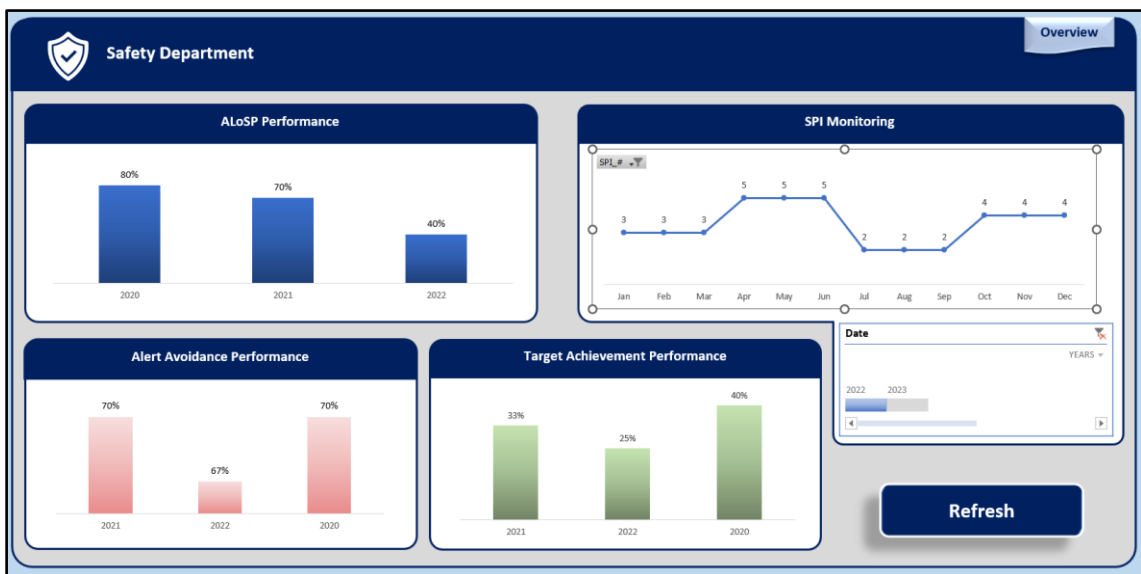 Overview
Safety Department
ALoSP Performance
80%
70%
40%
2020 2021 2022
SPI Monitoring
SPI_#
3 3 3 5 5 5 2 2 2 4 4 4
Jan Feb Mar Apr May Jun Jul Aug Sep Oct Nov Dec
Date
YEARS
2022 2023
Alert Avoidance Performance
70%
67%
70%
2021 2022 2020
Target Achievement Performance
33%
25%
40%
2021 2022 2020
Refresh